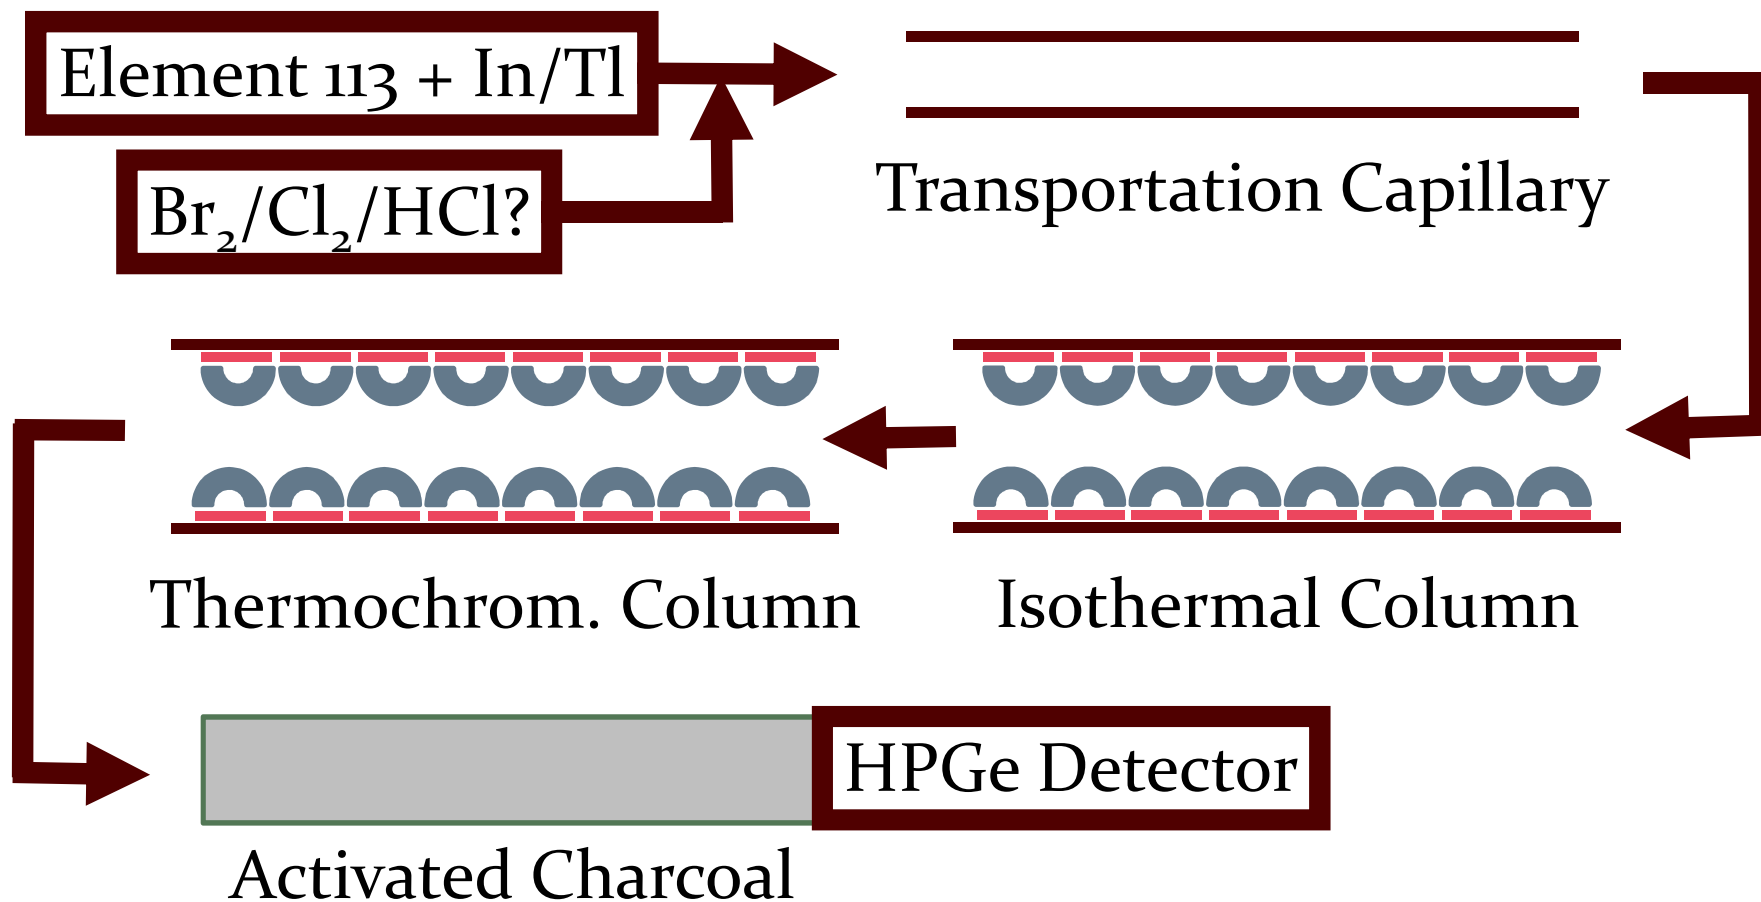 Element 113 + In/Tl
Br₂/Cl₂/HCl?
Transportation Capillary
Thermochrom. Column
Isothermal Column
HPGe Detector
Activated Charcoal